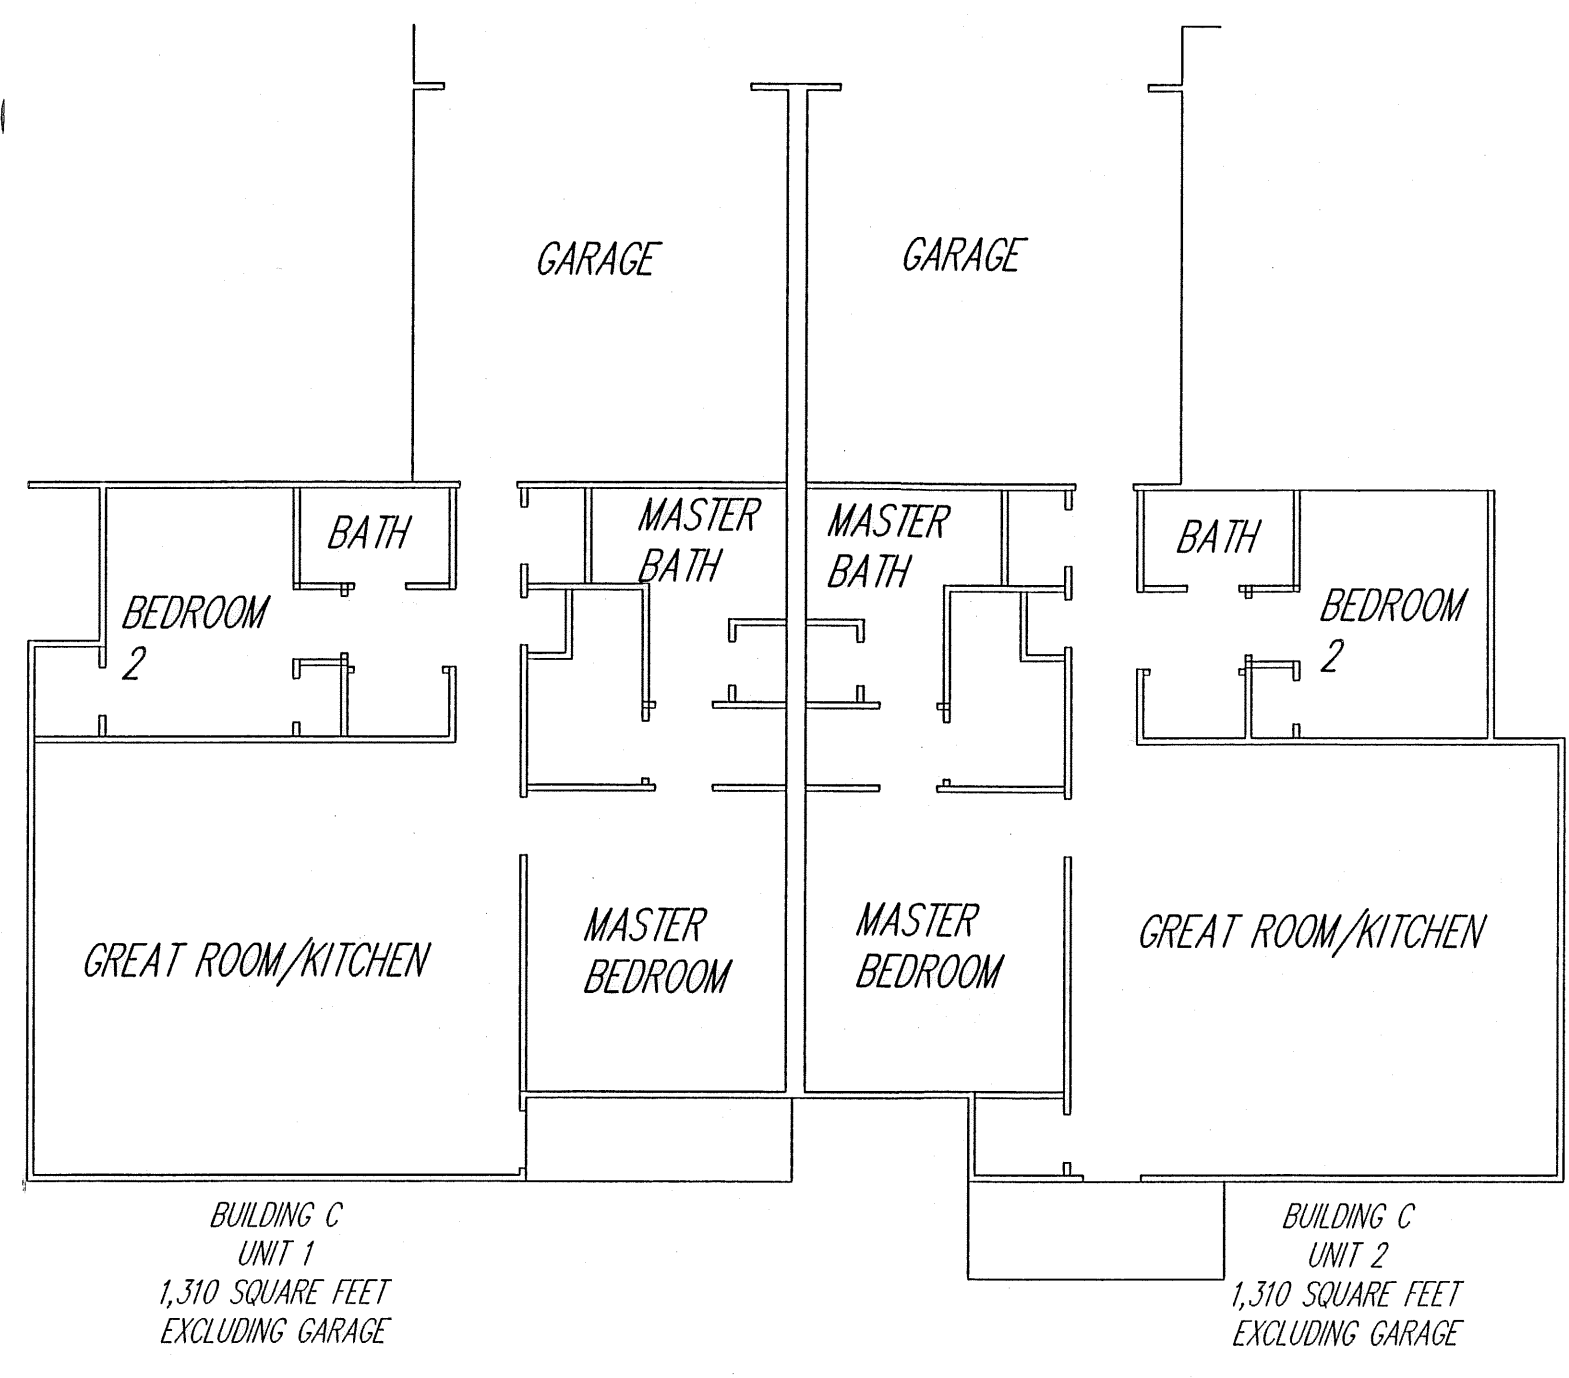 GARAGE
GARAGE
BATH
MASTER
BATH
MASTER
BATH
BATH
BEDROOM
2
BEDROOM
2
GREAT ROOM/KITCHEN
MASTER
BEDROOM
MASTER
BEDROOM
GREAT ROOM/KITCHEN
BUILDING C
UNIT 1
1,310 SQUARE FEET
EXCLUDING GARAGE
BUILDING C
UNIT 2
1,310 SQUARE FEET
EXCLUDING GARAGE